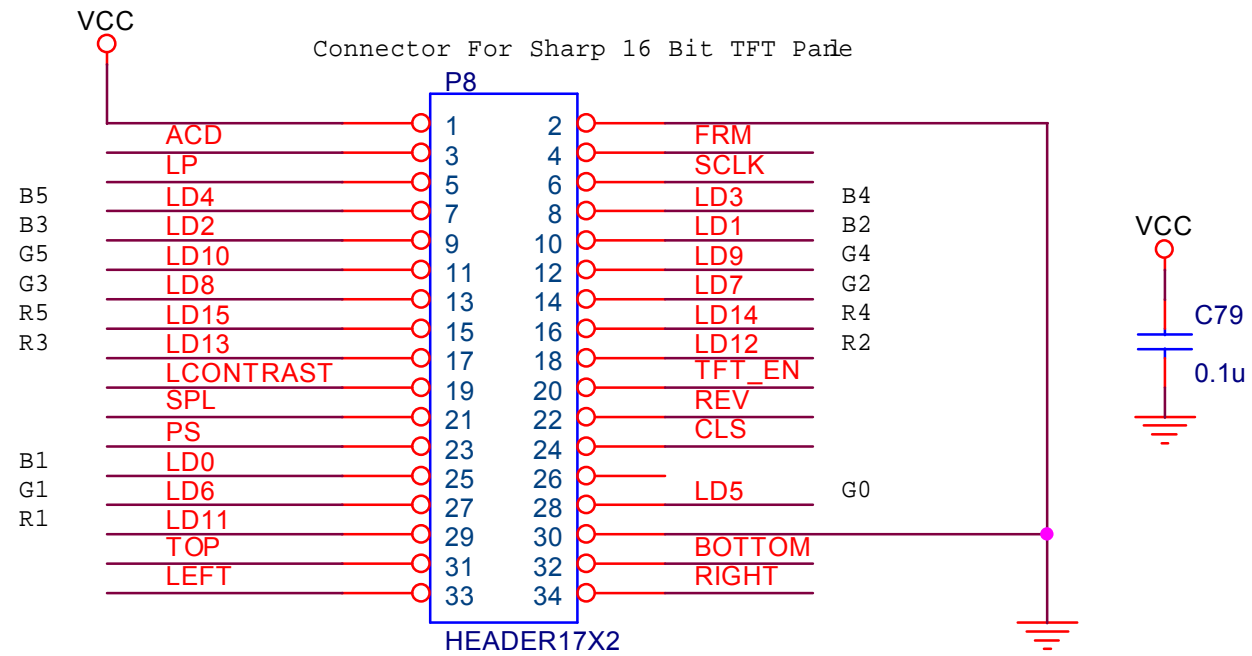 VCC
Connector For Sharp 16 Bit TFT Panle
P8
1 2
ACD FRM
3 4
LP SCLK
5 6
B5 LD4 LD3 B4
7 8
B3 LD2 LD1 B2
9 10
G5 LD10 LD9 G4
11 12
G3 LD8 LD7 G2
13 14
R5 LD15 LD14 R4
15 16
R3 LD13 LD12 R2
17 18
LCONTRAST TFT_EN
19 20
SPL REV
21 22
PS CLS
23 24
B1 LD0
25 26
G1 LD6 LD5 G0
27 28
R1 LD11
29 30
TOP BOTTOM
31 32
LEFT RIGHT
33 34
HEADER17X2
VCC
C79
0.1u